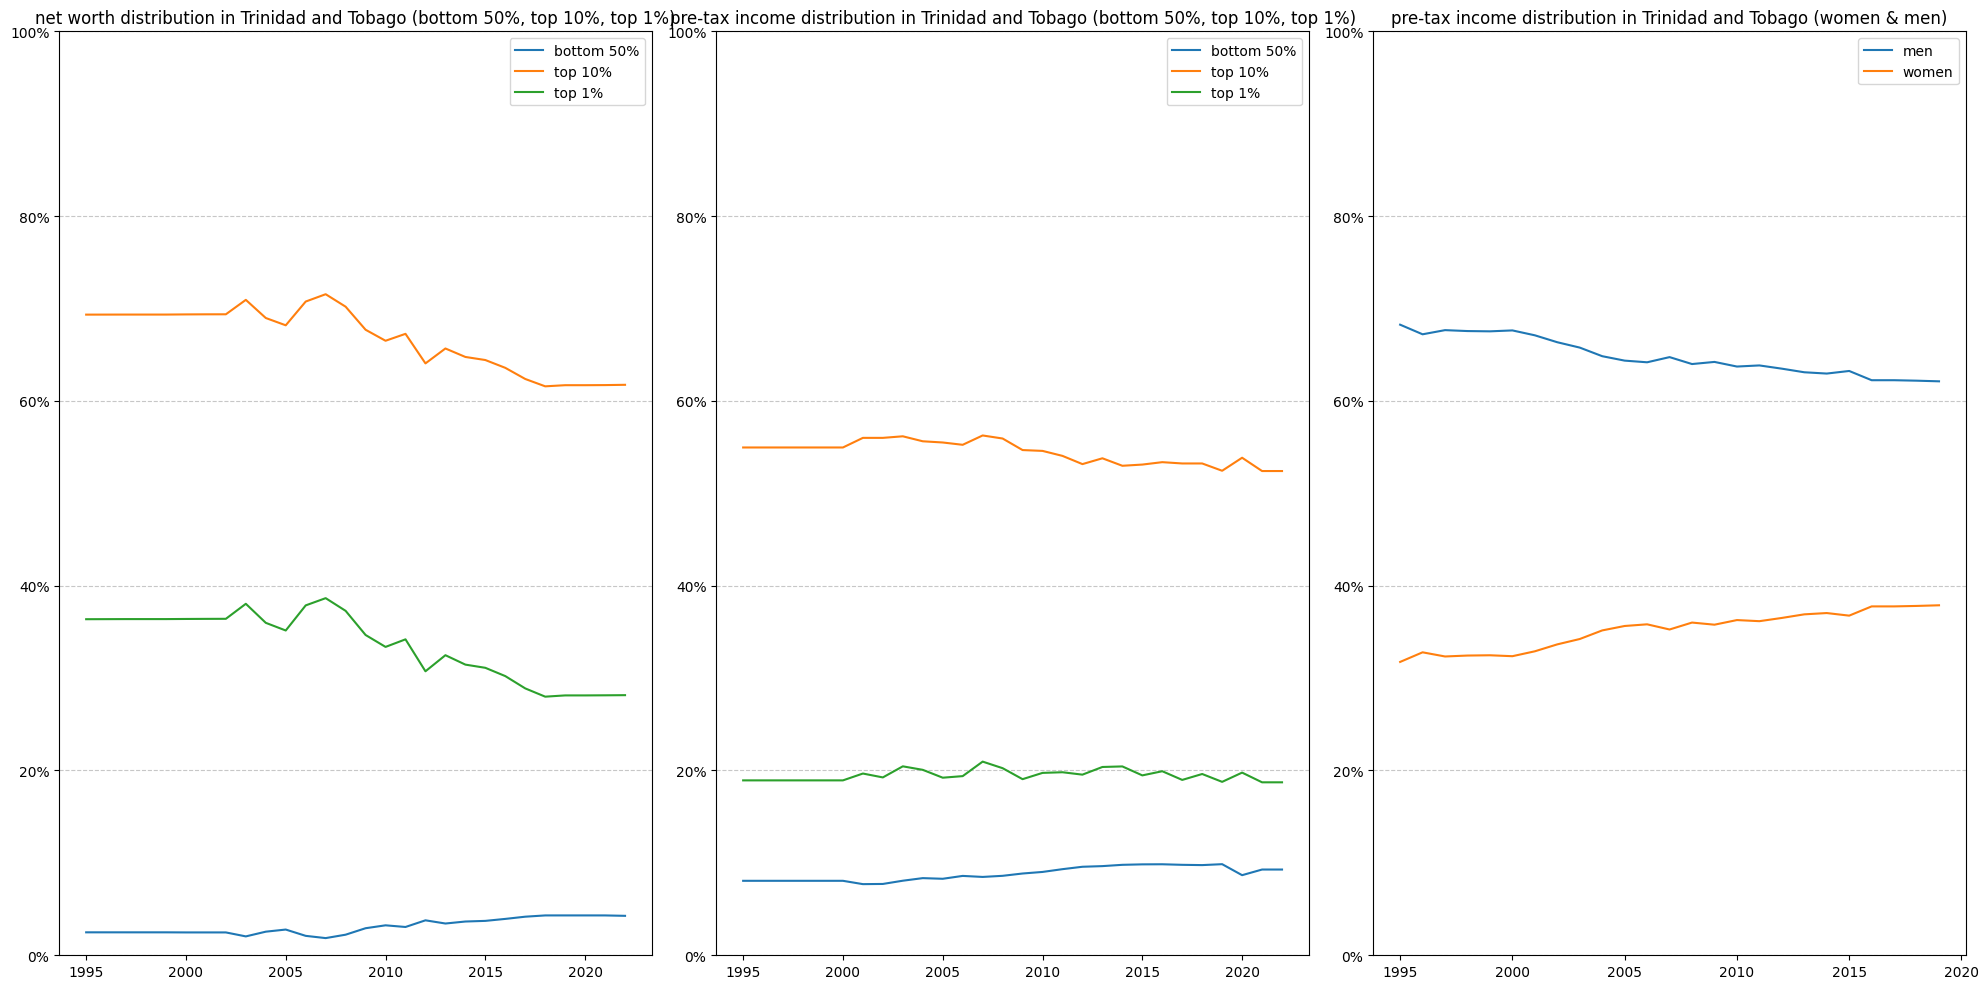 net worth distribution in Trinidad and Tobago (bottom 50%, top 10%, top 1%)
100%
80%
60%
40%
20%
0%
1995 2000 2005 2010 2015 2020
bottom 50%
top 10%
top 1%
pre-tax income distribution in Trinidad and Tobago (bottom 50%, top 10%, top 1%)
100%
80%
60%
40%
20%
0%
1995 2000 2005 2010 2015 2020
bottom 50%
top 10%
top 1%
pre-tax income distribution in Trinidad and Tobago (women & men)
100%
80%
60%
40%
20%
0%
1995 2000 2005 2010 2015 2020
men
women